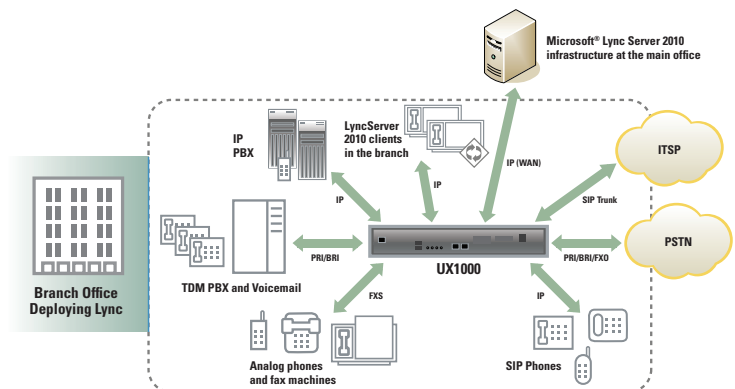 Microsoft® Lync Server 2010
infrastructure at the main office
IP
PBX
LyncServer
2010 clients
in the branch
IP (WAN)
ITSP
IP
IP
SIP Trunk
PRI/BRI
UX1000
PRI/BRI/FXO
PSTN
TDM PBX and Voicemail
FXS
IP
Branch Office
Deploying Lync
Analog phones
and fax machines
SIP Phones